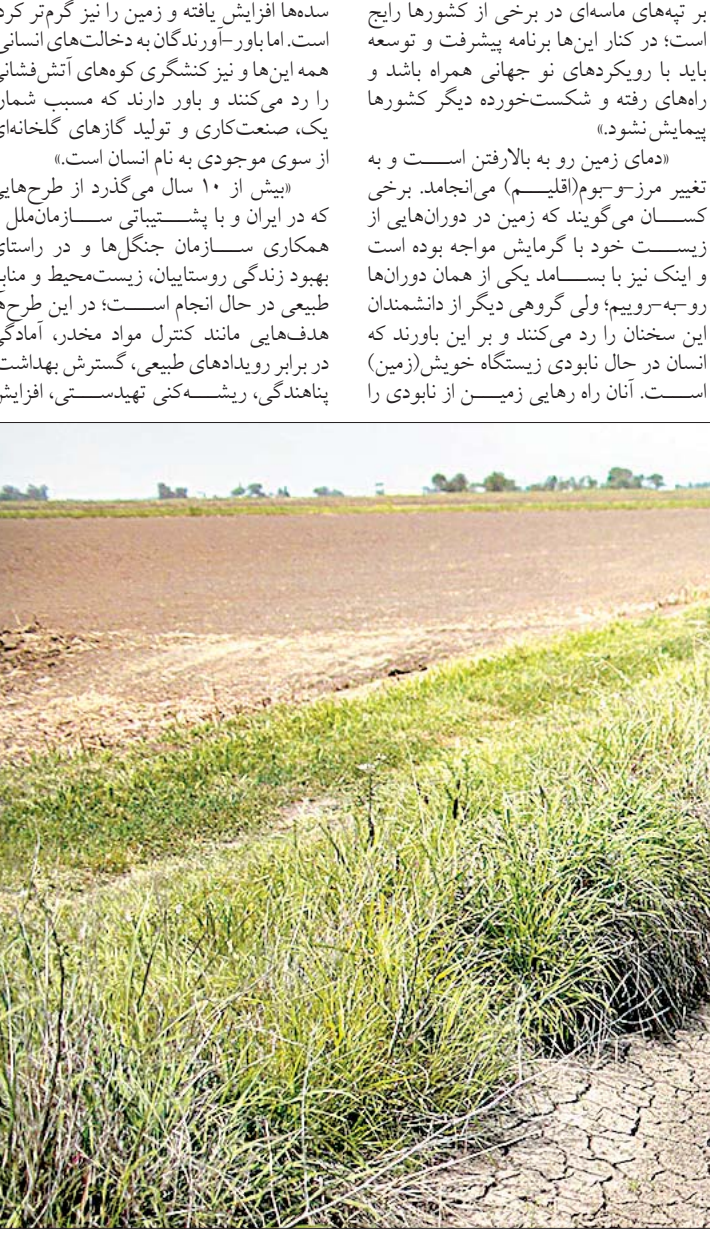 بر تپه‌های ماسه‌ای در برخی از کشورها رایج
است؛ در کنار این‌ها برنامه پیشرفت و توسعه
باید با رویکردهای نو جهانی همراه باشد و
راه‌های رفته و شکست‌خورده دیگر کشورها
پیمایش نشود.»
«دمای زمین رو به بالارفتن است و به
تغییر مرز-و-بوم(اقلیم) می‌انجامد. برخی
کسان می‌گویند که زمین در دوران‌هایی از
زیست خود با گرمایش مواجه بوده است
و اینک نیز با بسامد یکی از همان دوران‌ها
رو-به-روییم؛ ولی گروهی دیگر از دانشمندان
این سخنان را رد می‌کنند و بر این باورند که
انسان در حال نابودی زیستگاه خویش(زمین)
است. آنان راه رهایی زمین از نابودی را
سده‌ها افزایش یافته و زمین را نیز گرم‌تر کرد
است. اما باور-آورندگان به دخالت‌های انسانی
همه این‌ها و نیز کنشگری کوه‌های آتش‌فشانی
را رد می‌کنند و باور دارند که مسبب شمار
یک، صنعت‌کاری و تولید گازهای گلخانه‌ای
از سوی موجودی به نام انسان است.»
«بیش از ۱۰ سال می‌گذرد از طرح‌هایی
که در ایران و با پشتیباتی سازمان‌ملل
همکاری سازمان جنگل‌ها و در راستای
بهبود زندگی روستاییان، زیست‌محیط و مناب
طبیعی در حال انجام است؛ در این طرح‌ه
هدف‌هایی مانند کنترل مواد مخدر، آمادگی
در برابر رویدادهای طبیعی، گسترش بهداشت
پناهندگی، ریشه‌کنی تهیدستی، افزایش